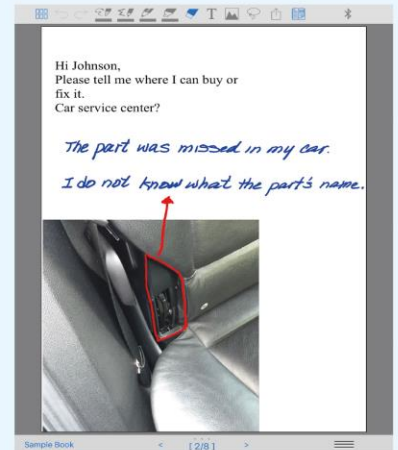 T
Hi Johnson,
Please tell me where I can buy or
fix it.
Car service center?
The part was missed in my car.
I do not know what the part's name.
Sample Book
< [2/8] >